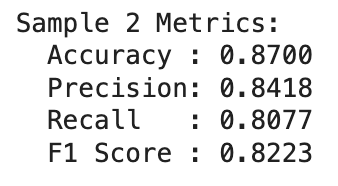 Sample 2 Metrics:
  Accuracy : 0.8700
  Precision: 0.8418
  Recall   : 0.8077
  F1 Score : 0.8223